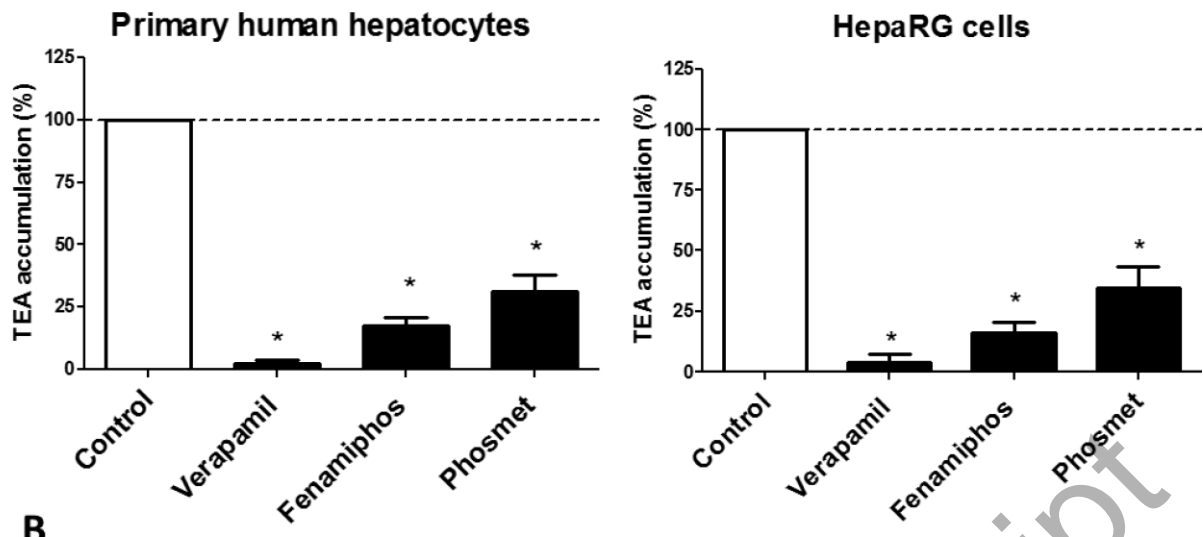 Primary human hepatocytes
TEA accumulation (%)
125
100
75
50
25
0
*
*
*
Control
Verapamil
Fenamiphos
Phosmet
HepaRG cells
TEA accumulation (%)
125
100
75
50
25
0
*
*
*
Control
Verapamil
Fenamiphos
Phosmet
B